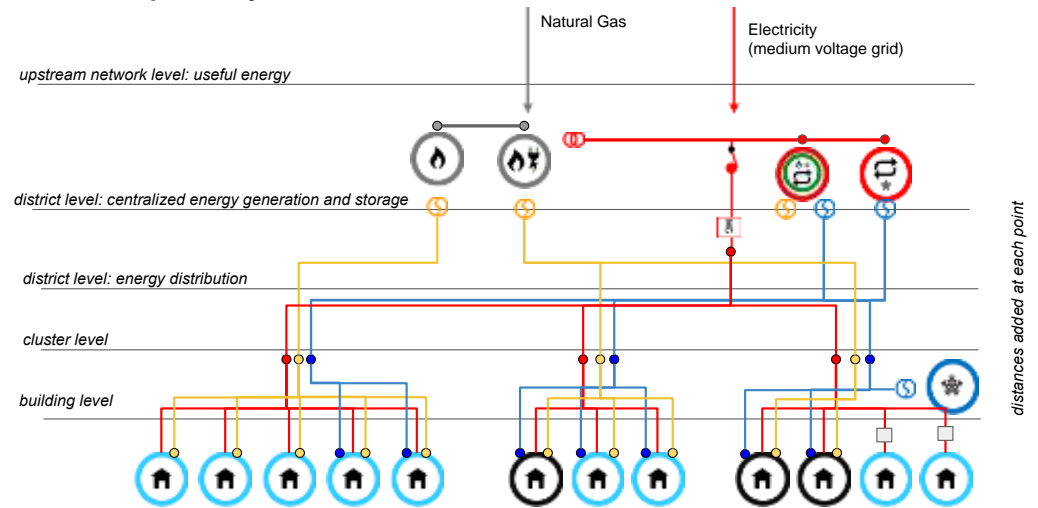 Natural Gas
Electricity
(medium voltage grid)
upstream network level: useful energy
district level: centralized energy generation and storage
district level: energy distribution
cluster level
building level
distances added at each point